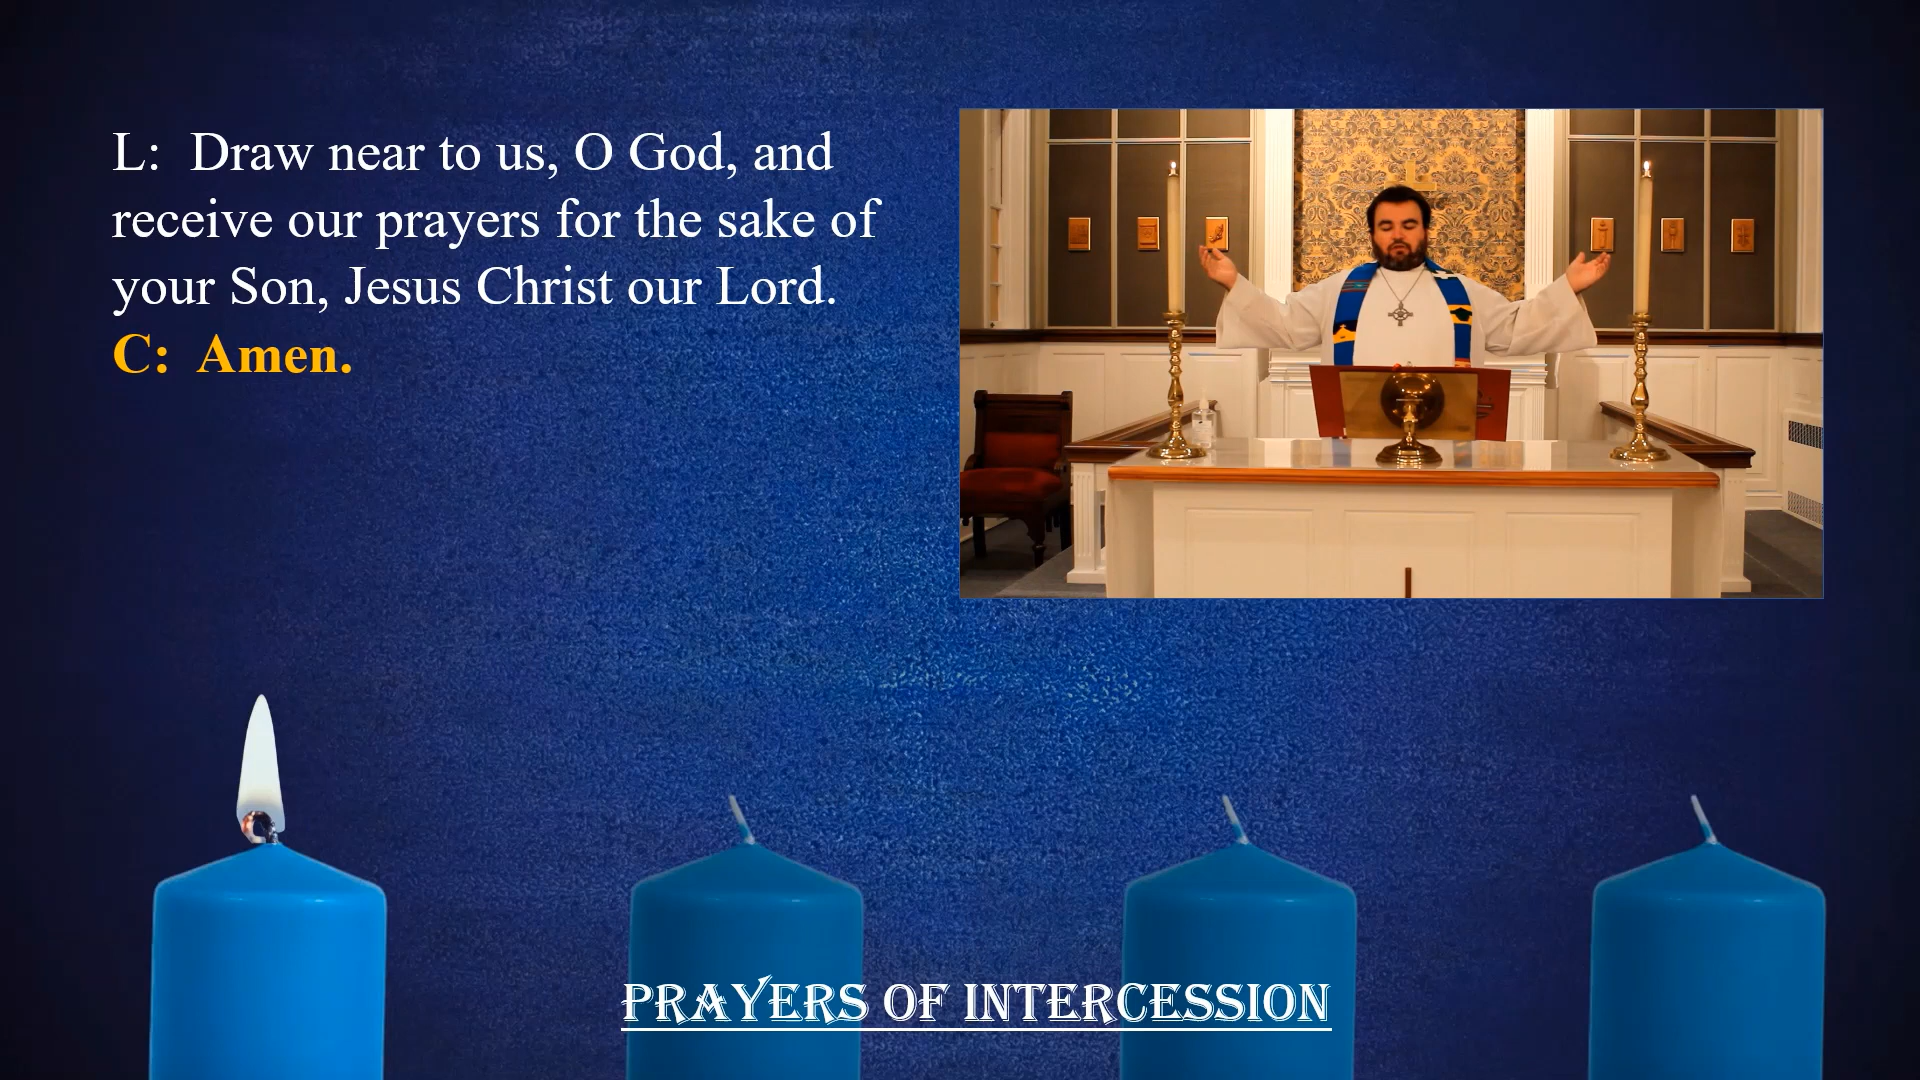 L:  Draw near to us, O God, and
receive our prayers for the sake of
your Son, Jesus Christ our Lord.
C:  Amen.
PRAYERS OF INTERCESSION